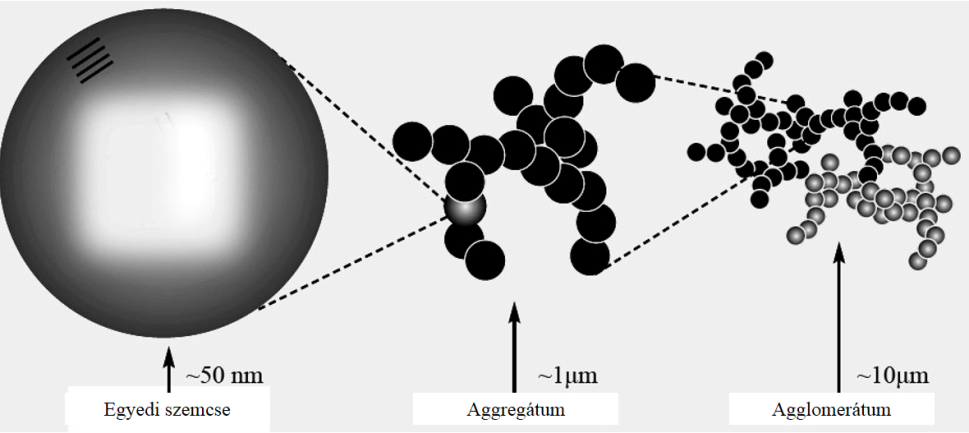 ~50 nm
~1µm
~10µm
Egyedi szemcse
Aggregátum
Agglomerátum